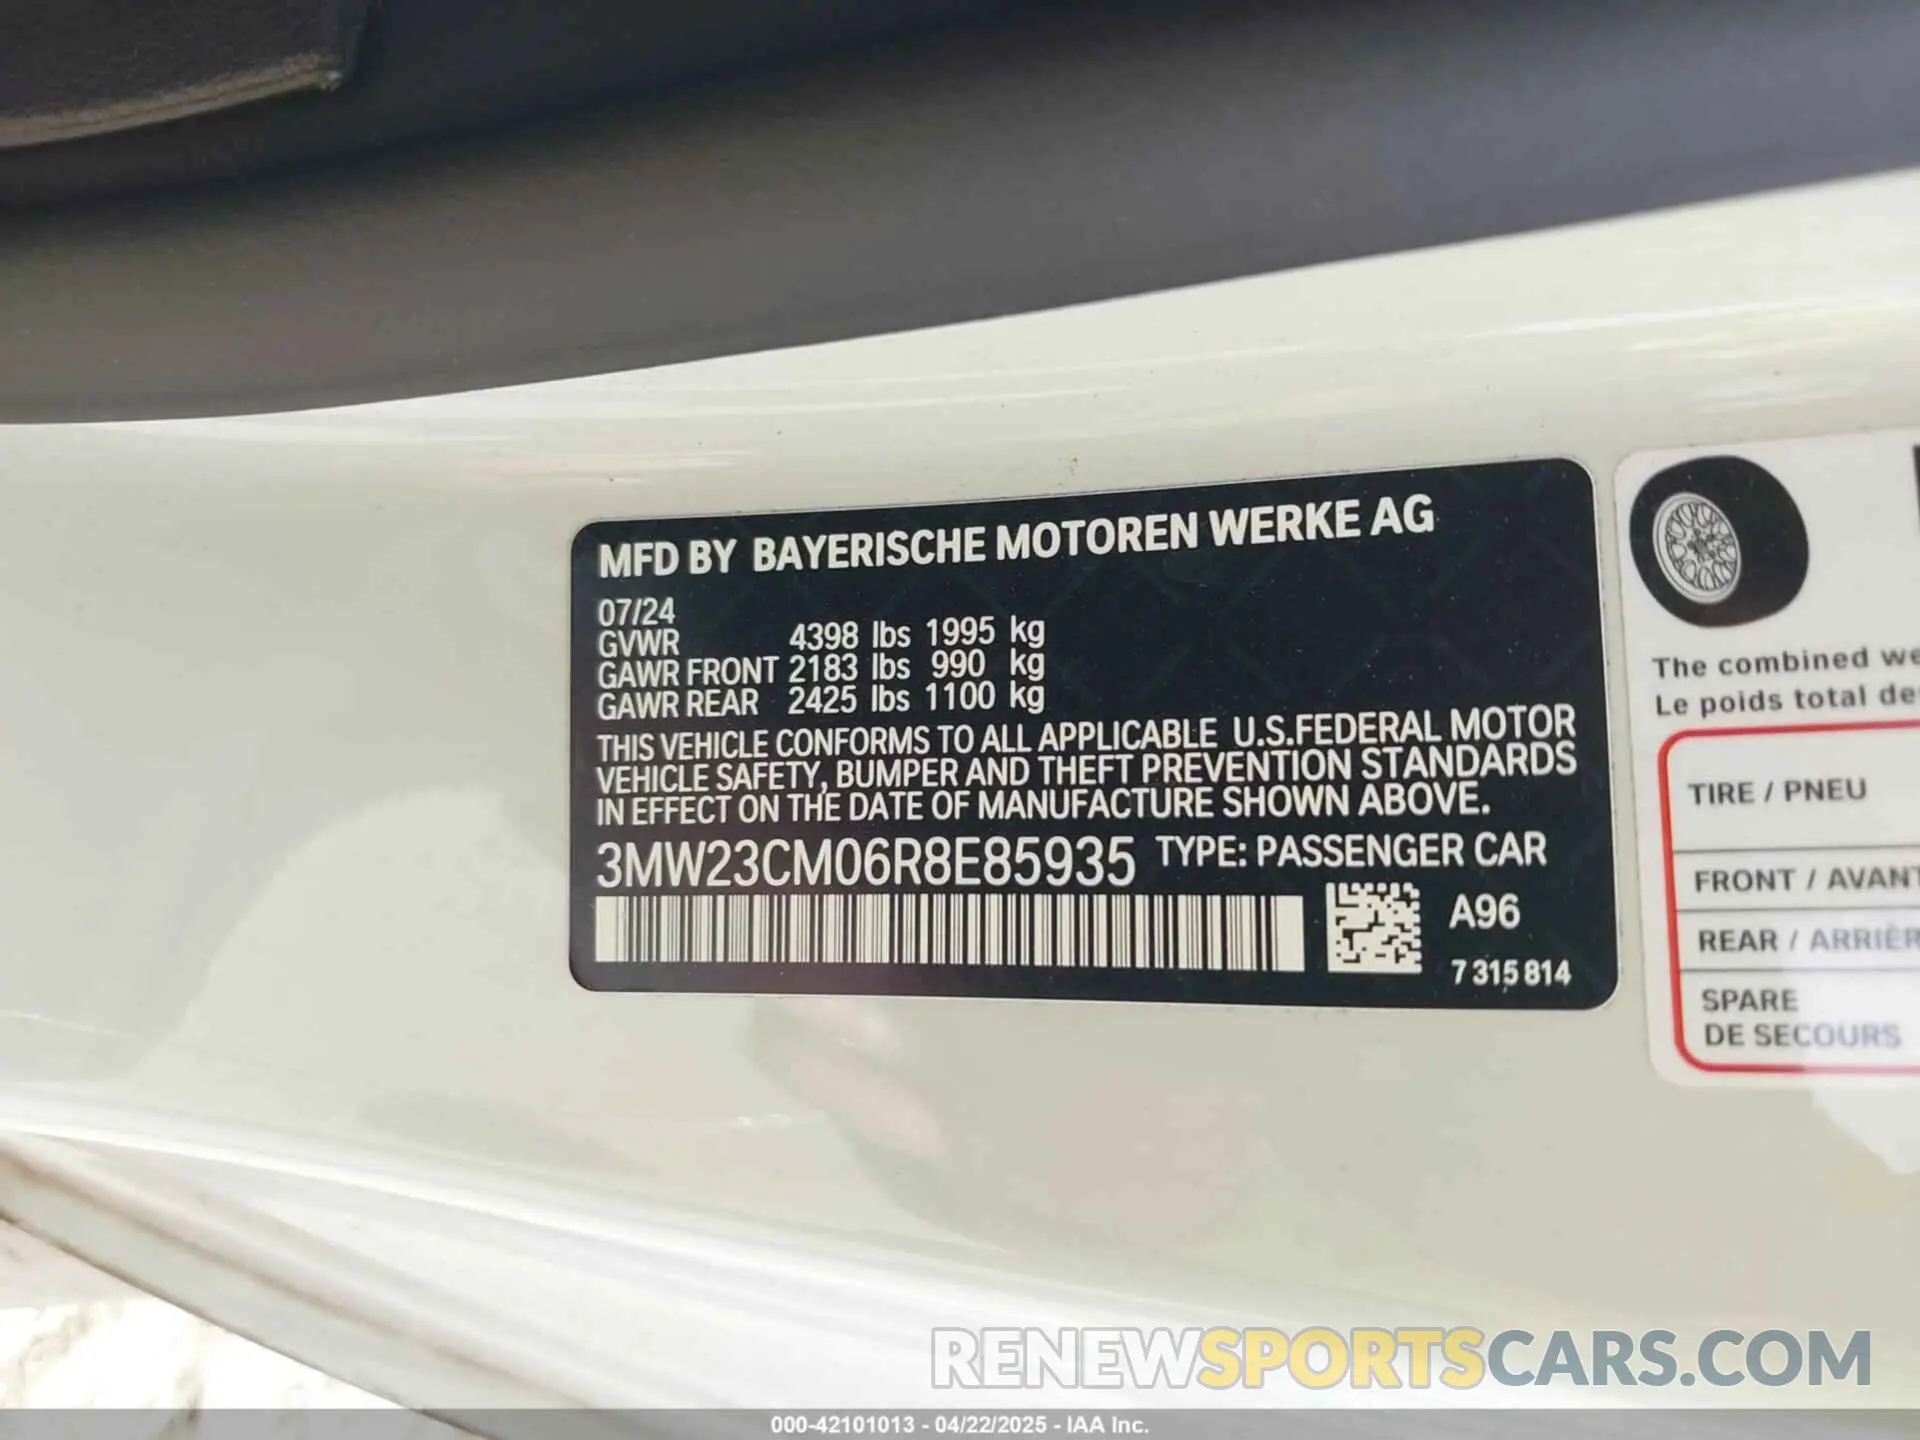 MFD BY BAYERISCHE MOTOREN WERKE AG
07/24
GVWR 4398 lbs 1995 kg
GAWR FRONT 2183 lbs 990 kg
GAWR REAR 2425 lbs 1100 kg
THIS VEHICLE CONFORMS TO ALL APPLICABLE U.S.FEDERAL MOTOR
VEHICLE SAFETY, BUMPER AND THEFT PREVENTION STANDARDS
IN EFFECT ON THE DATE OF MANUFACTURE SHOWN ABOVE.
3MW23CM06R8E85935 TYPE: PASSENGER CAR
A96
7 315 814
The combined we
Le poids total de
TIRE / PNEU
FRONT / AVANT
REAR / ARRIÈR
SPARE
DE SECOURS
RENEWSPORTSCARS.COM
000-42101013 - 04/22/2025 - IAA Inc.